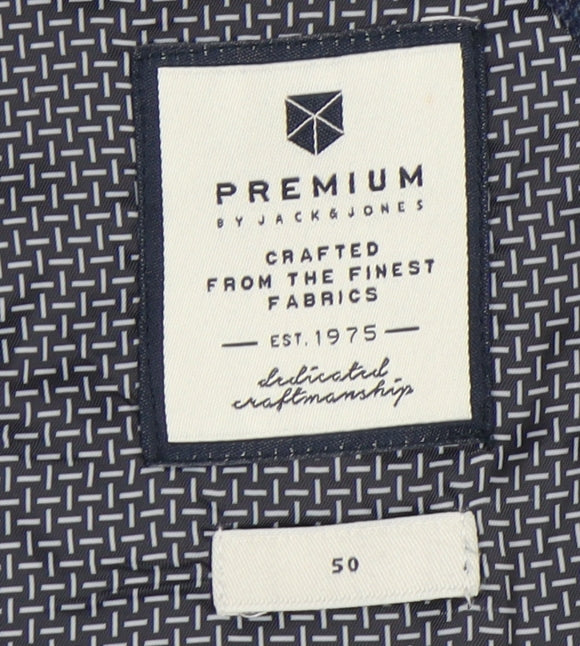 PREMIUM
BY JACK & JONES
CRAFTED
FROM THE FINEST
FABRICS
EST. 1975
dedicated
craftmanship
50